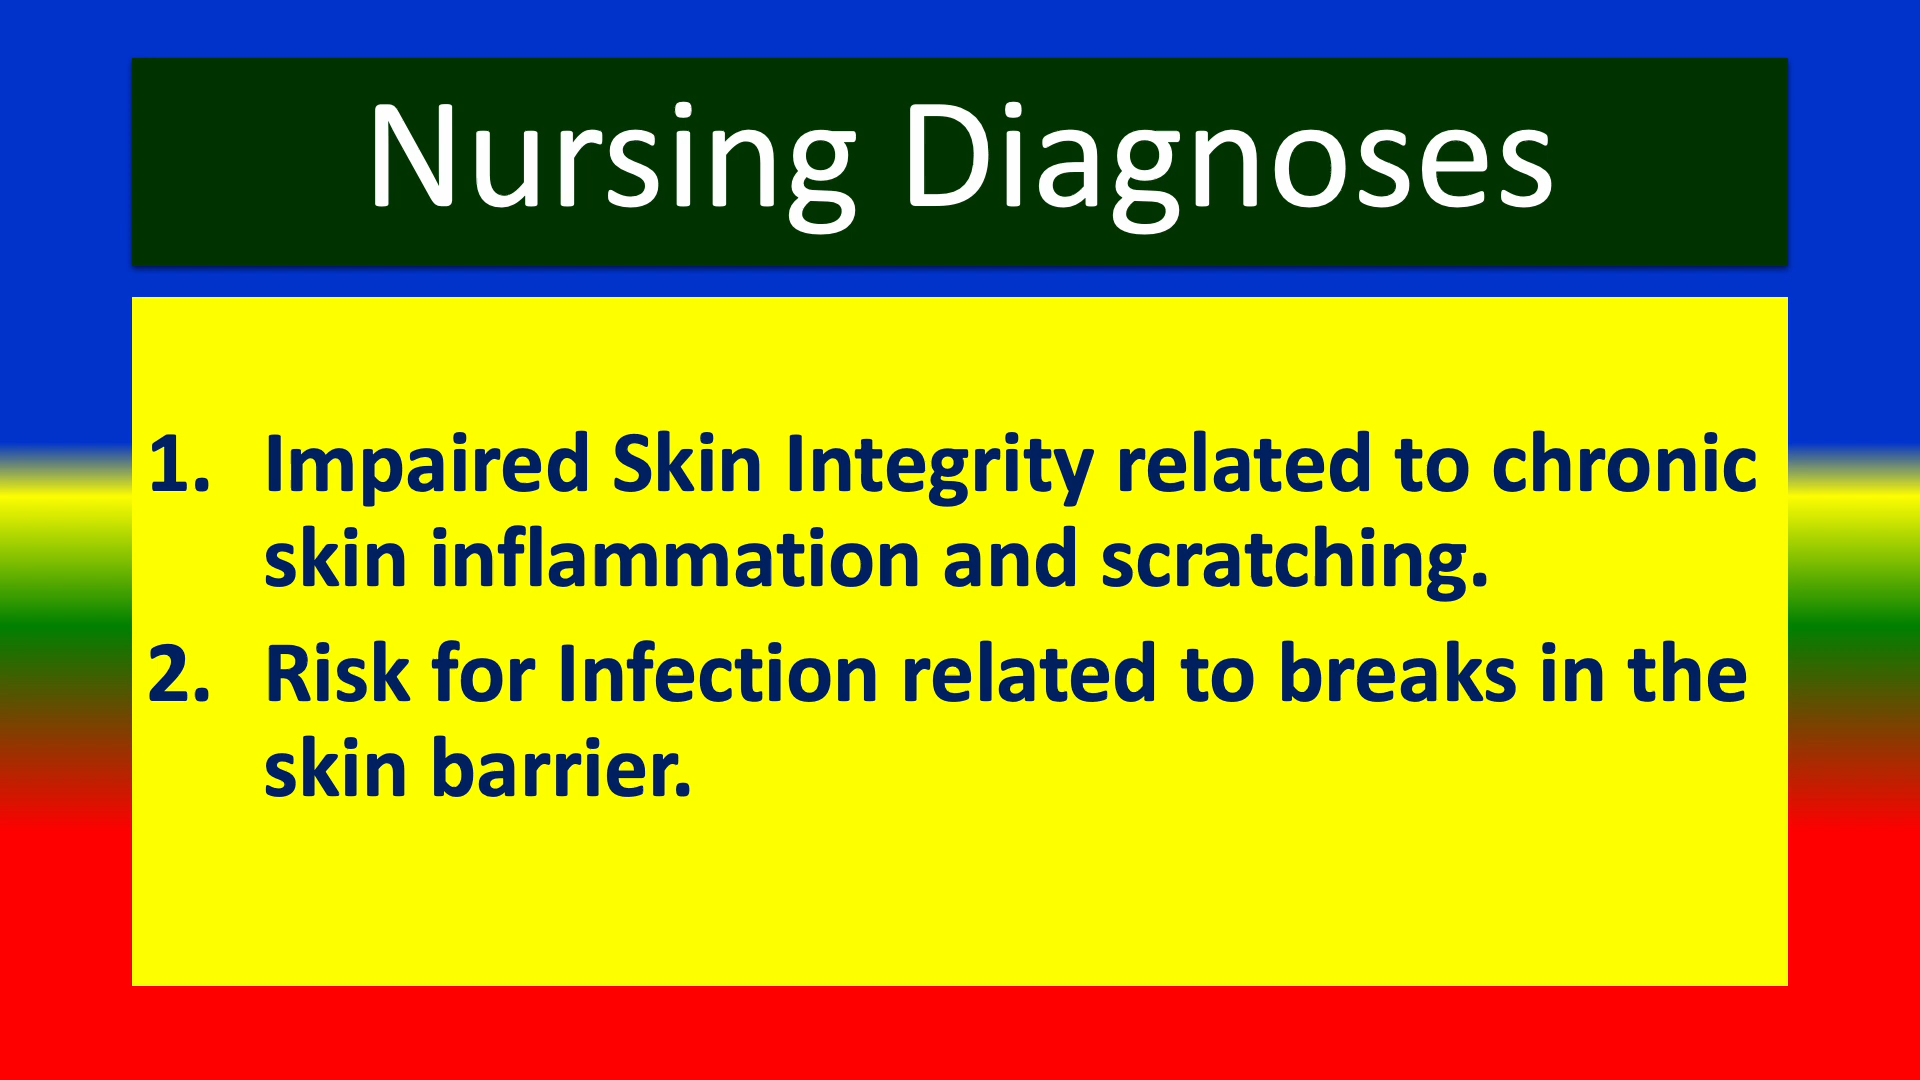 Nursing Diagnoses
1. Impaired Skin Integrity related to chronic
skin inflammation and scratching.
2. Risk for Infection related to breaks in the
skin barrier.